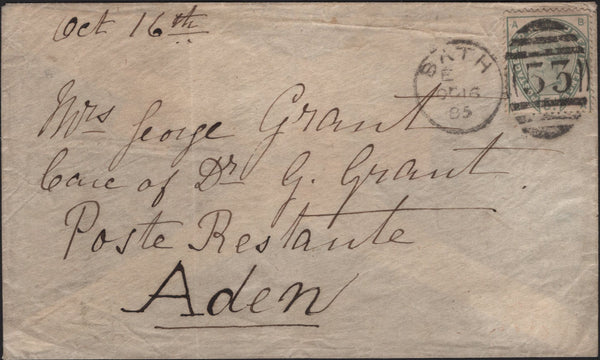 Oct 16th
BATH
E
OC 16
85
A B
53
Mrs George Grant
Care of Dr G. Grant
Poste Restante
Aden